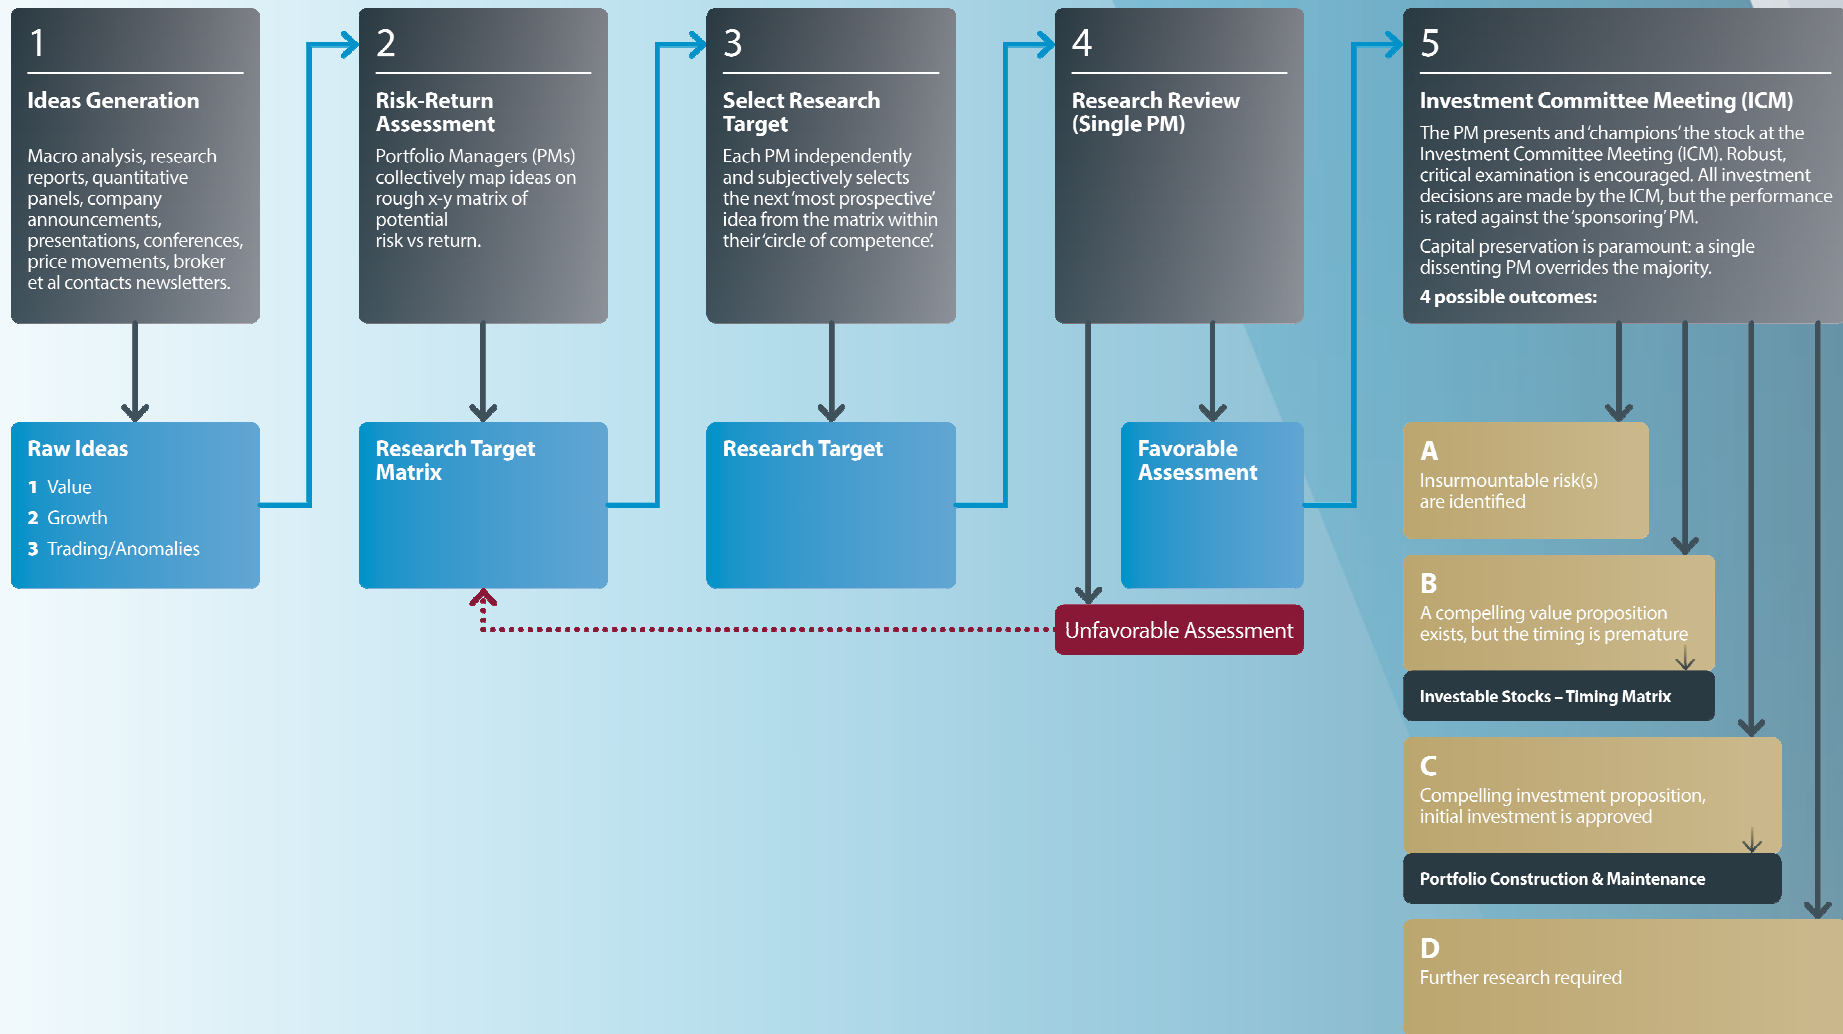 1
Ideas Generation
Macro analysis, research
reports, quantitative
panels, company
announcements,
presentations, conferences,
price movements, broker
et al contacts newsletters.
Raw Ideas
1 Value
2 Growth
3 Trading/Anomalies
2
Risk-Return
Assessment
Portfolio Managers (PMs)
collectively map ideas on
rough x-y matrix of
potential
risk vs return.
Research Target
Matrix
3
Select Research
Target
Each PM independently
and subjectively selects
the next ‘most prospective’
idea from the matrix within
their ‘circle of competence’.
Research Target
4
Research Review
(Single PM)
Favorable
Assessment
Unfavorable Assessment
5
Investment Committee Meeting (ICM)
The PM presents and ‘champions’ the stock at the
Investment Committee Meeting (ICM). Robust,
critical examination is encouraged. All investment
decisions are made by the ICM, but the performance
is rated against the ‘sponsoring’ PM.
Capital preservation is paramount: a single
dissenting PM overrides the majority.
4 possible outcomes:
A
Insurmountable risk(s)
are identified
B
A compelling value proposition
exists, but the timing is premature
Investable Stocks – Timing Matrix
C
Compelling investment proposition,
initial investment is approved
Portfolio Construction & Maintenance
D
Further research required